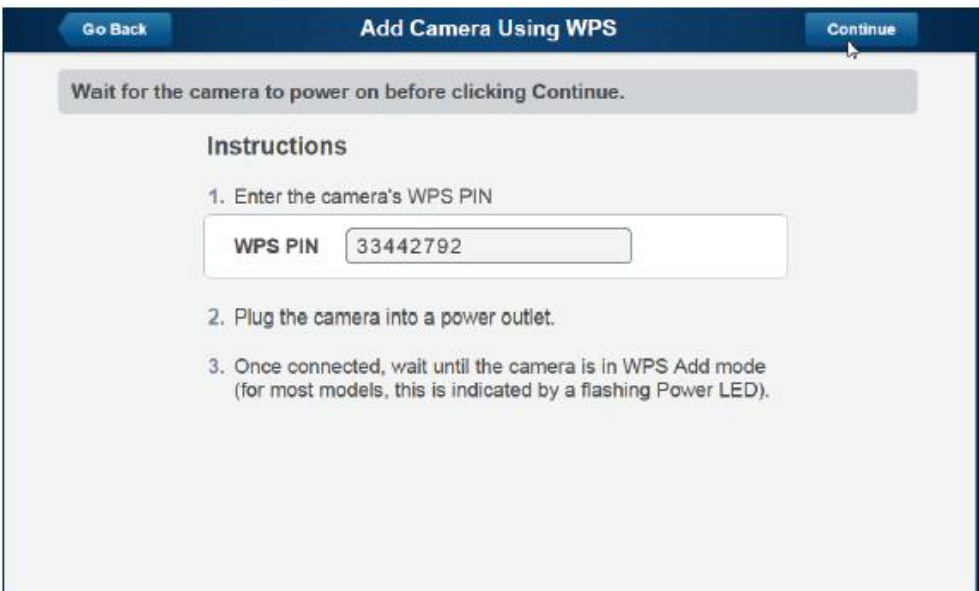 Go Back
Add Camera Using WPS
Continue
Wait for the camera to power on before clicking Continue.
Instructions
1. Enter the camera's WPS PIN
WPS PIN 33442792
2. Plug the camera into a power outlet.
3. Once connected, wait until the camera is in WPS Add mode
(for most models, this is indicated by a flashing Power LED).